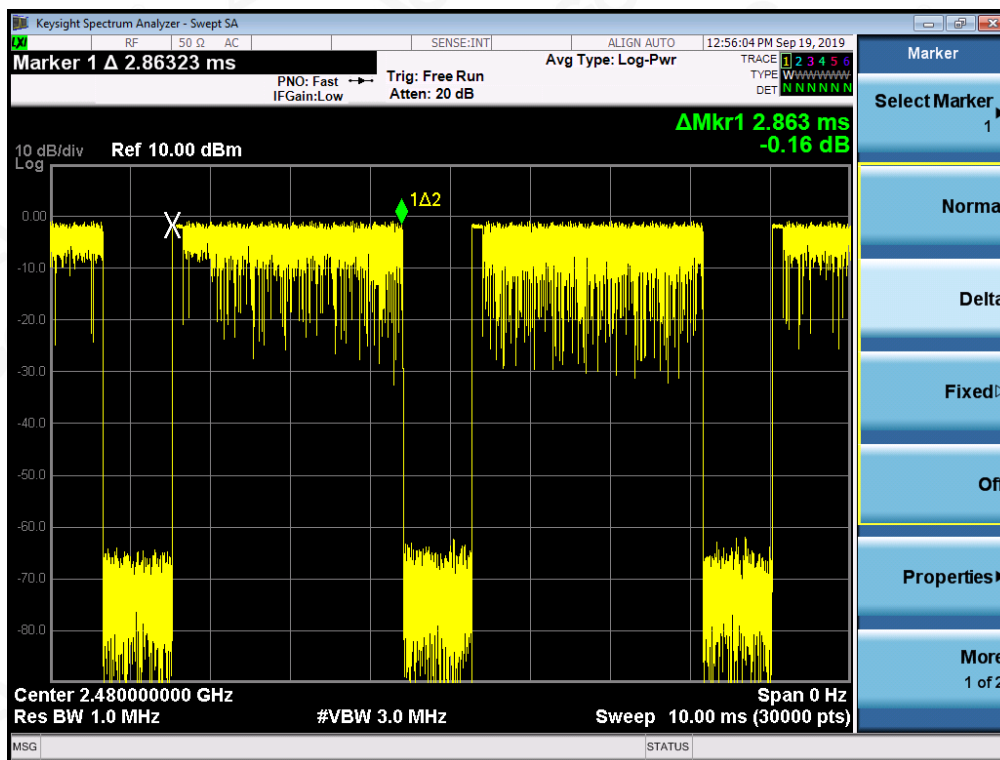 Keysight Spectrum Analyzer - Swept SA
LXI RF 50 Ω AC SENSE:INT ALIGN AUTO 12:56:04 PM Sep 19, 2019
Marker 1 Δ 2.86323 ms
PNO: Fast
IFGain:Low
Trig: Free Run
Atten: 20 dB
Avg Type: Log-Pwr
TRACE 1 2 3 4 5 6
TYPE W W W W W W
DET N N N N N N
ΔMkr1 2.863 ms
-0.16 dB
10 dB/div Ref 10.00 dBm
Log
1Δ2
0.00
-10.0
-20.0
-30.0
-40.0
-50.0
-60.0
-70.0
-80.0
Center 2.480000000 GHz Span 0 Hz
Res BW 1.0 MHz #VBW 3.0 MHz Sweep 10.00 ms (30000 pts)
MSG STATUS
Marker
Select Marker
1
Norma
Delta
Fixed
Off
Properties
More
1 of 2